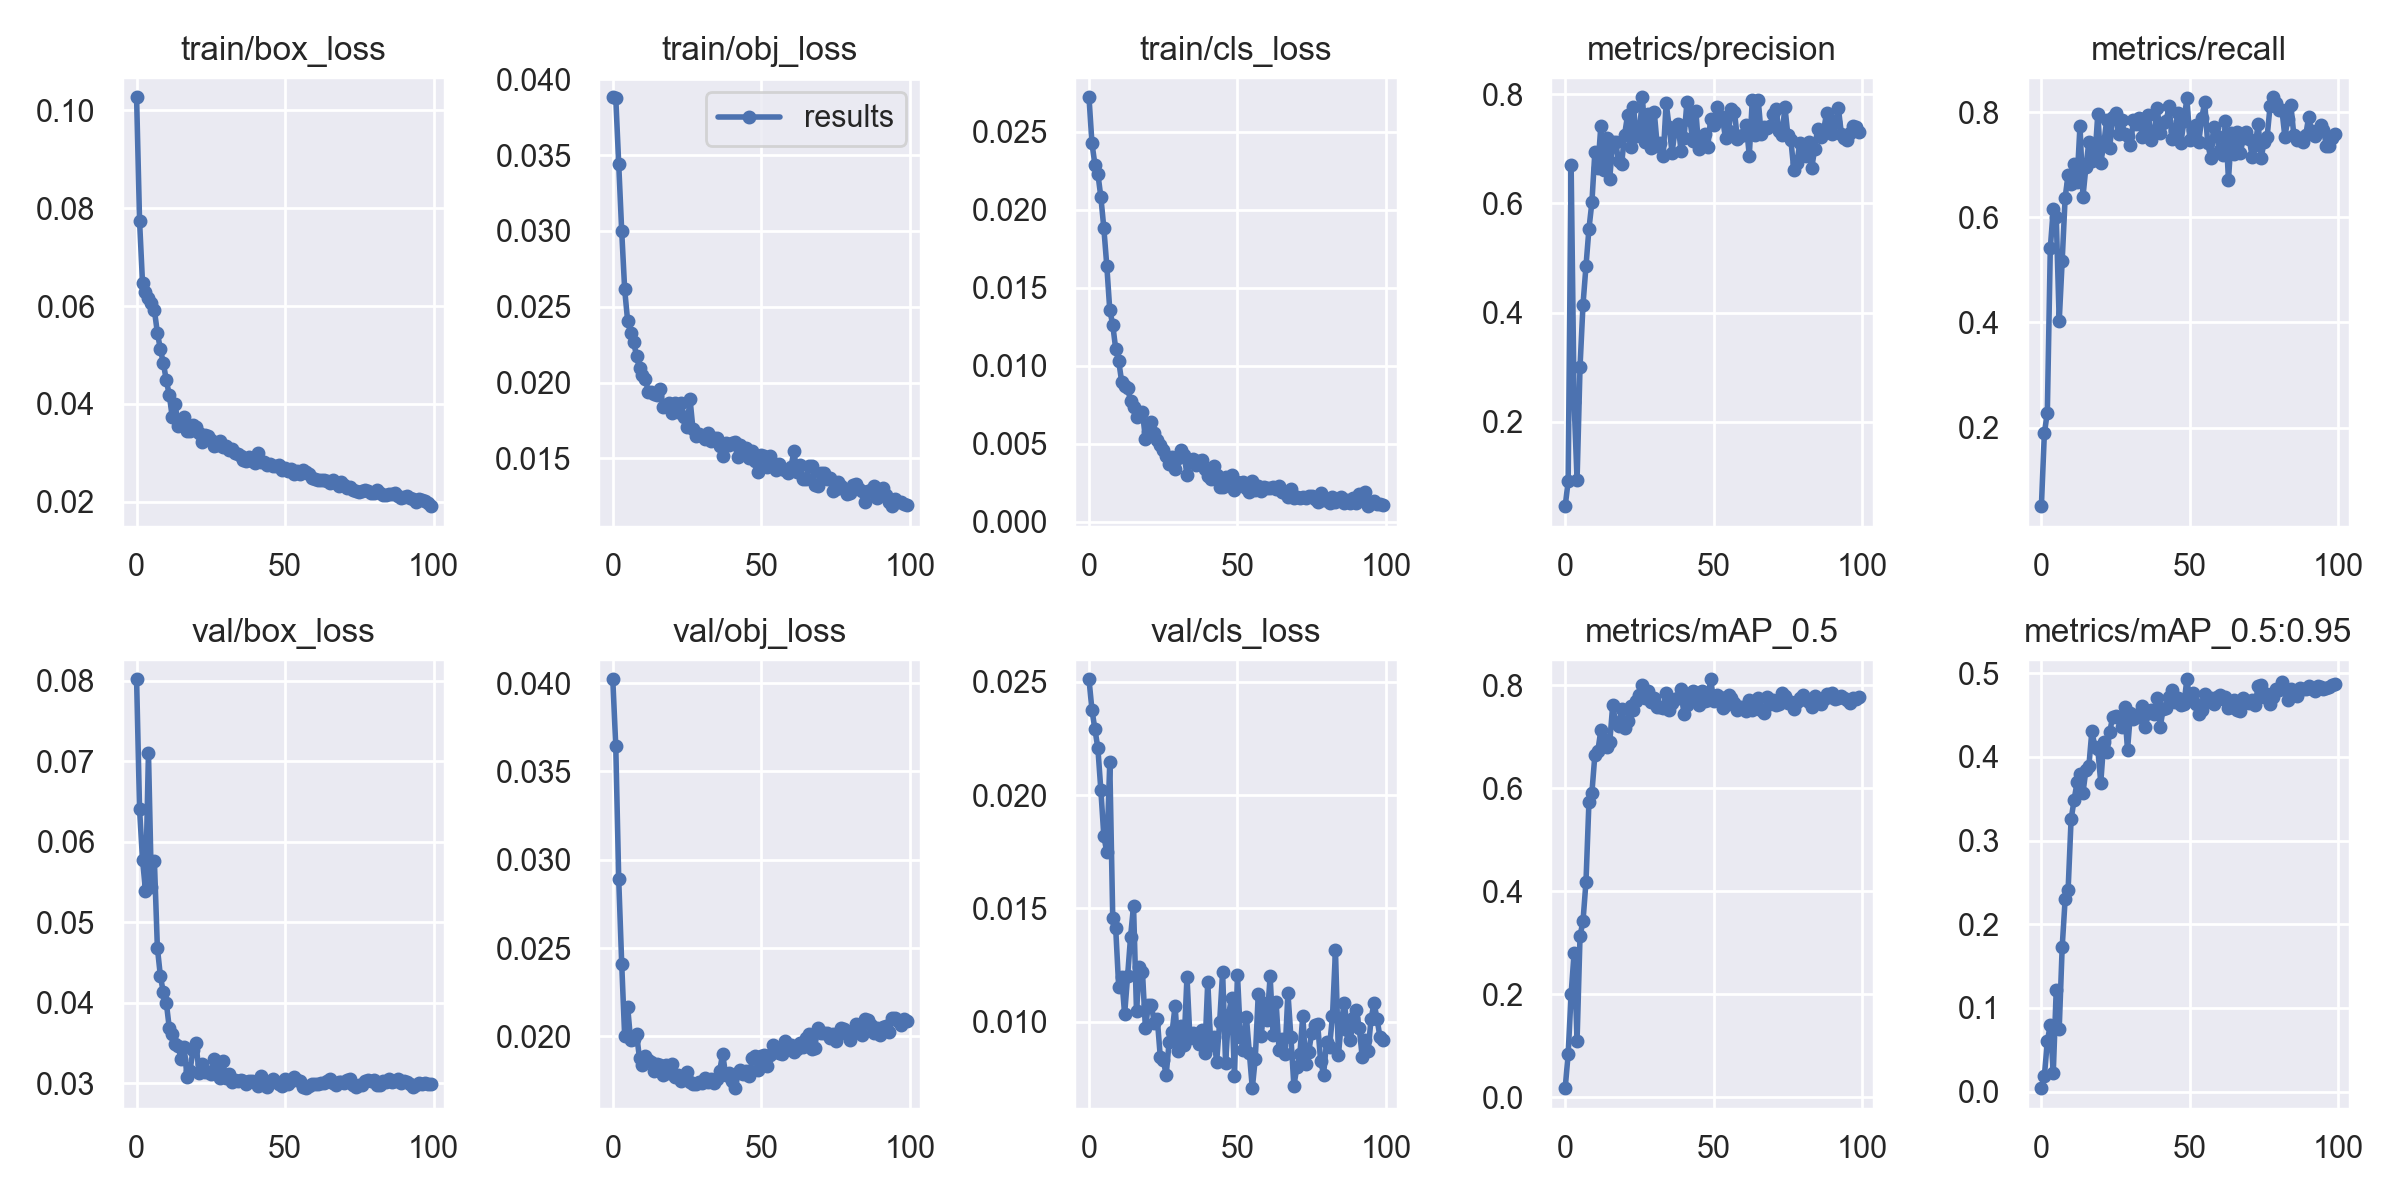 train/box_loss
0.10
0.08
0.06
0.04
0.02
0 50 100
train/obj_loss
results
0.040
0.035
0.030
0.025
0.020
0.015
0 50 100
train/cls_loss
0.025
0.020
0.015
0.010
0.005
0.000
0 50 100
metrics/precision
0.8
0.6
0.4
0.2
0 50 100
metrics/recall
0.8
0.6
0.4
0.2
0 50 100
val/box_loss
0.08
0.07
0.06
0.05
0.04
0.03
0 50 100
val/obj_loss
0.040
0.035
0.030
0.025
0.020
0 50 100
val/cls_loss
0.025
0.020
0.015
0.010
0 50 100
metrics/mAP_0.5
0.8
0.6
0.4
0.2
0.0
0 50 100
metrics/mAP_0.5:0.95
0.5
0.4
0.3
0.2
0.1
0.0
0 50 100